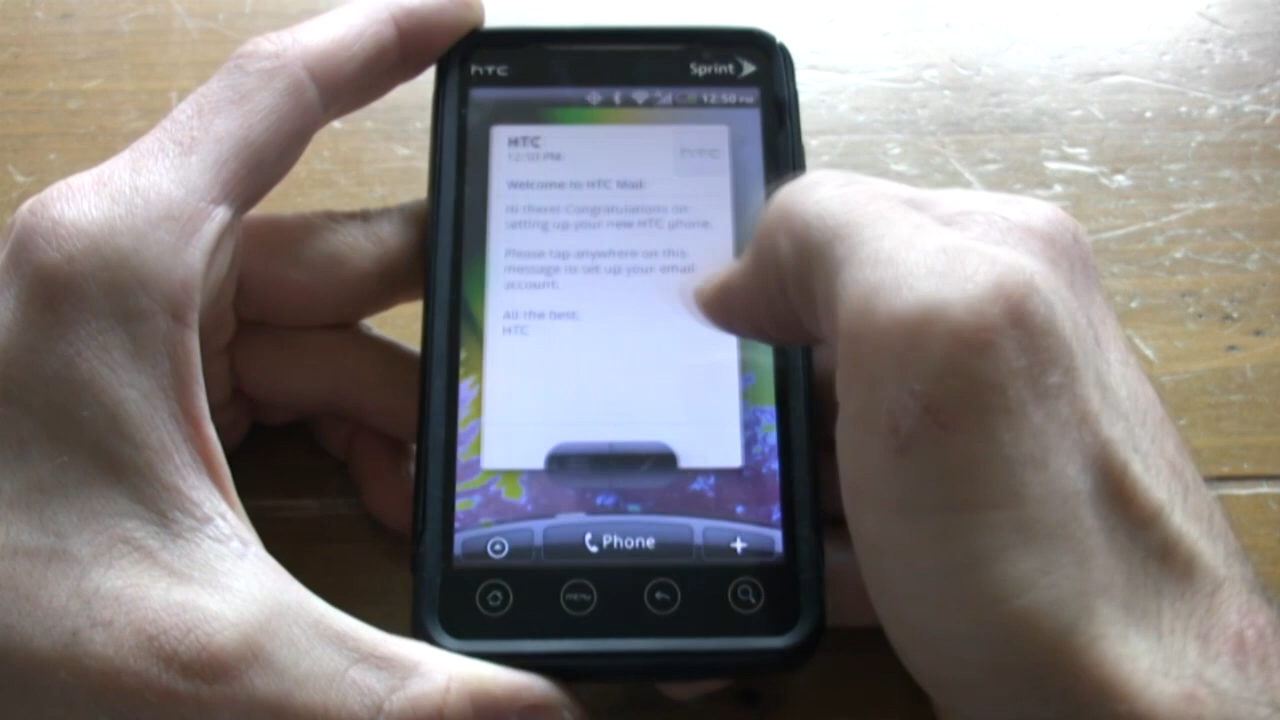 hTC
Sprint
12:50 PM
HTC
12:50 PM
hTC
Welcome to HTC Mail
Hi there! Congratulations on
setting up your new HTC phone.
Please tap anywhere on this
message to set up your email
account.
All the best,
HTC
Phone
MENU